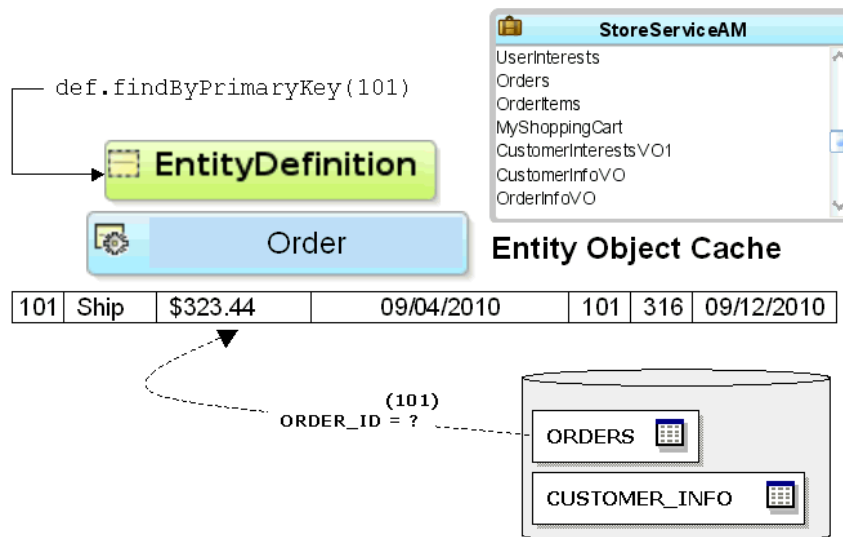 StoreServiceAM
UserInterests
Orders
OrderItems
MyShoppingCart
CustomerInterestsVO1
CustomerInfoVO
OrderInfoVO
def.findByPrimaryKey(101)
EntityDefinition
Order
Entity Object Cache
101 Ship $323.44 09/04/2010 101 316 09/12/2010
(101)
ORDER_ID = ?
ORDERS
CUSTOMER_INFO